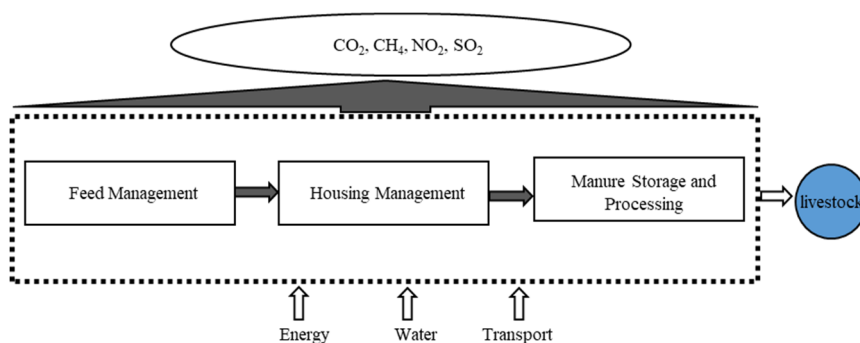 CO₂, CH₄, NO₂, SO₂
Feed Management
Housing Management
Manure Storage and
Processing
livestock
Energy
Water
Transport